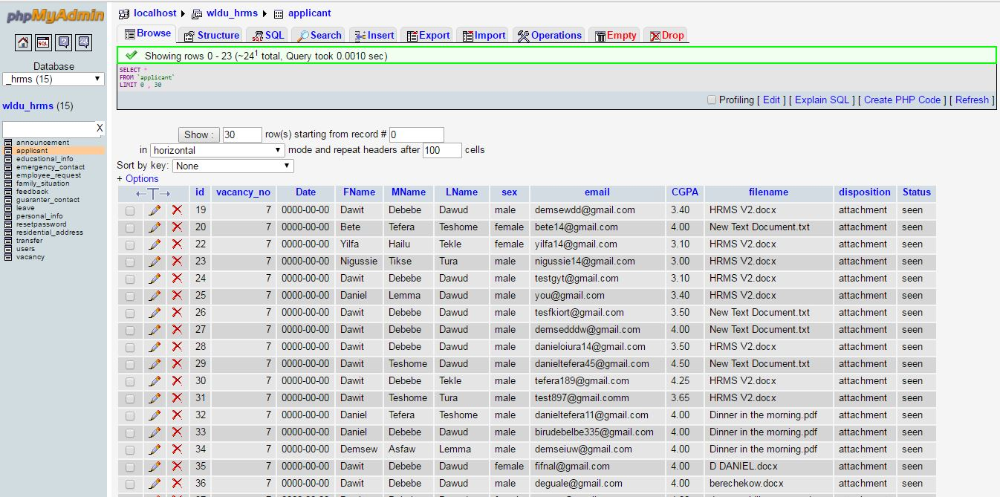 phpMyAdmin
localhost ▶ wldu_hrms ▶ applicant
Browse Structure SQL Search Insert Export Import Operations Empty Drop
Showing rows 0 - 23 (~24¹ total, Query took 0.0010 sec)
SELECT *
FROM `applicant`
LIMIT 0 , 30
Profiling [ Edit ] [ Explain SQL ] [ Create PHP Code ] [ Refresh ]
SQL
Database
_hrms (15)
wldu_hrms (15)
X
announcement
applicant
educational_info
emergency_contact
employee_request
family_situation
feedback
guaranter_contact
leave
personal_info
resetpassword
residential_address
transfer
users
vacancy
Show : 30 row(s) starting from record # 0
in horizontal mode and repeat headers after 100 cells
Sort by key: None
+ Options
←T→ id vacancy_no Date FName MName LName sex email CGPA filename disposition Status
19 7 0000-00-00 Dawit Debebe Dawud male demsewdd@gmail.com 3.40 HRMS V2.docx attachment seen
20 7 0000-00-00 Bete Tefera Teshome female bete14@gmail.com 4.00 New Text Document.txt attachment seen
22 7 0000-00-00 Yilfa Hailu Tekle female yilfa14@gmail.com 3.10 HRMS V2.docx attachment seen
23 7 0000-00-00 Nigussie Tikse Tura male nigussie14@gmail.com 3.00 HRMS V2.docx attachment seen
24 7 0000-00-00 Dawit Debebe Dawud male testgyt@gmail.com 3.10 HRMS V2.docx attachment seen
25 7 0000-00-00 Daniel Lemma Dawud male you@gmail.com 3.40 HRMS V2.docx attachment seen
26 7 0000-00-00 Dawit Debebe Dawud male tesfkiort@gmail.com 3.50 New Text Document.txt attachment seen
27 7 0000-00-00 Dawit Debebe Dawud male demsedddw@gmail.com 4.00 New Text Document.txt attachment seen
28 7 0000-00-00 Dawit Debebe Dawud male danieloiura14@gmail.com 3.50 HRMS V2.docx attachment seen
29 7 0000-00-00 Dawit Teshome Dawud male danieltefera45@gmail.com 4.50 New Text Document.txt attachment seen
30 7 0000-00-00 Dawit Debebe Tekle male tefera189@gmail.com 4.25 HRMS V2.docx attachment seen
31 7 0000-00-00 Dawit Teshome Tura male test897@gmail.comm 3.65 HRMS V2.docx attachment seen
32 7 0000-00-00 Daniel Tefera Teshome male danieltefera11@gmail.com 4.00 Dinner in the morning.pdf attachment seen
33 7 0000-00-00 Daniel Debebe Dawud male birudebelbe335@gmail.com 4.00 Dinner in the morning.pdf attachment seen
34 7 0000-00-00 Demsew Asfaw Lemma male demseiuw@gmail.com 4.00 Dinner in the morning.pdf attachment seen
35 7 0000-00-00 Dawit Debebe Dawud female fifnal@gmail.com 4.00 D DANIEL.docx attachment seen
36 7 0000-00-00 Dawit Debebe Dawud male deguale@gmail.com 4.00 berechekow.docx attachment seen